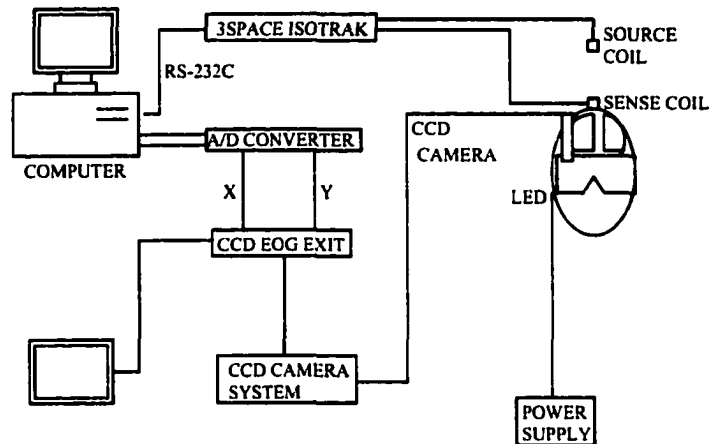 3SPACE ISOTRAK
SOURCE
COIL
RS-232C
SENSE COIL
A/D CONVERTER
CCD
CAMERA
COMPUTER
X
Y
LED
CCD EOG EXIT
CCD CAMERA
SYSTEM
POWER
SUPPLY